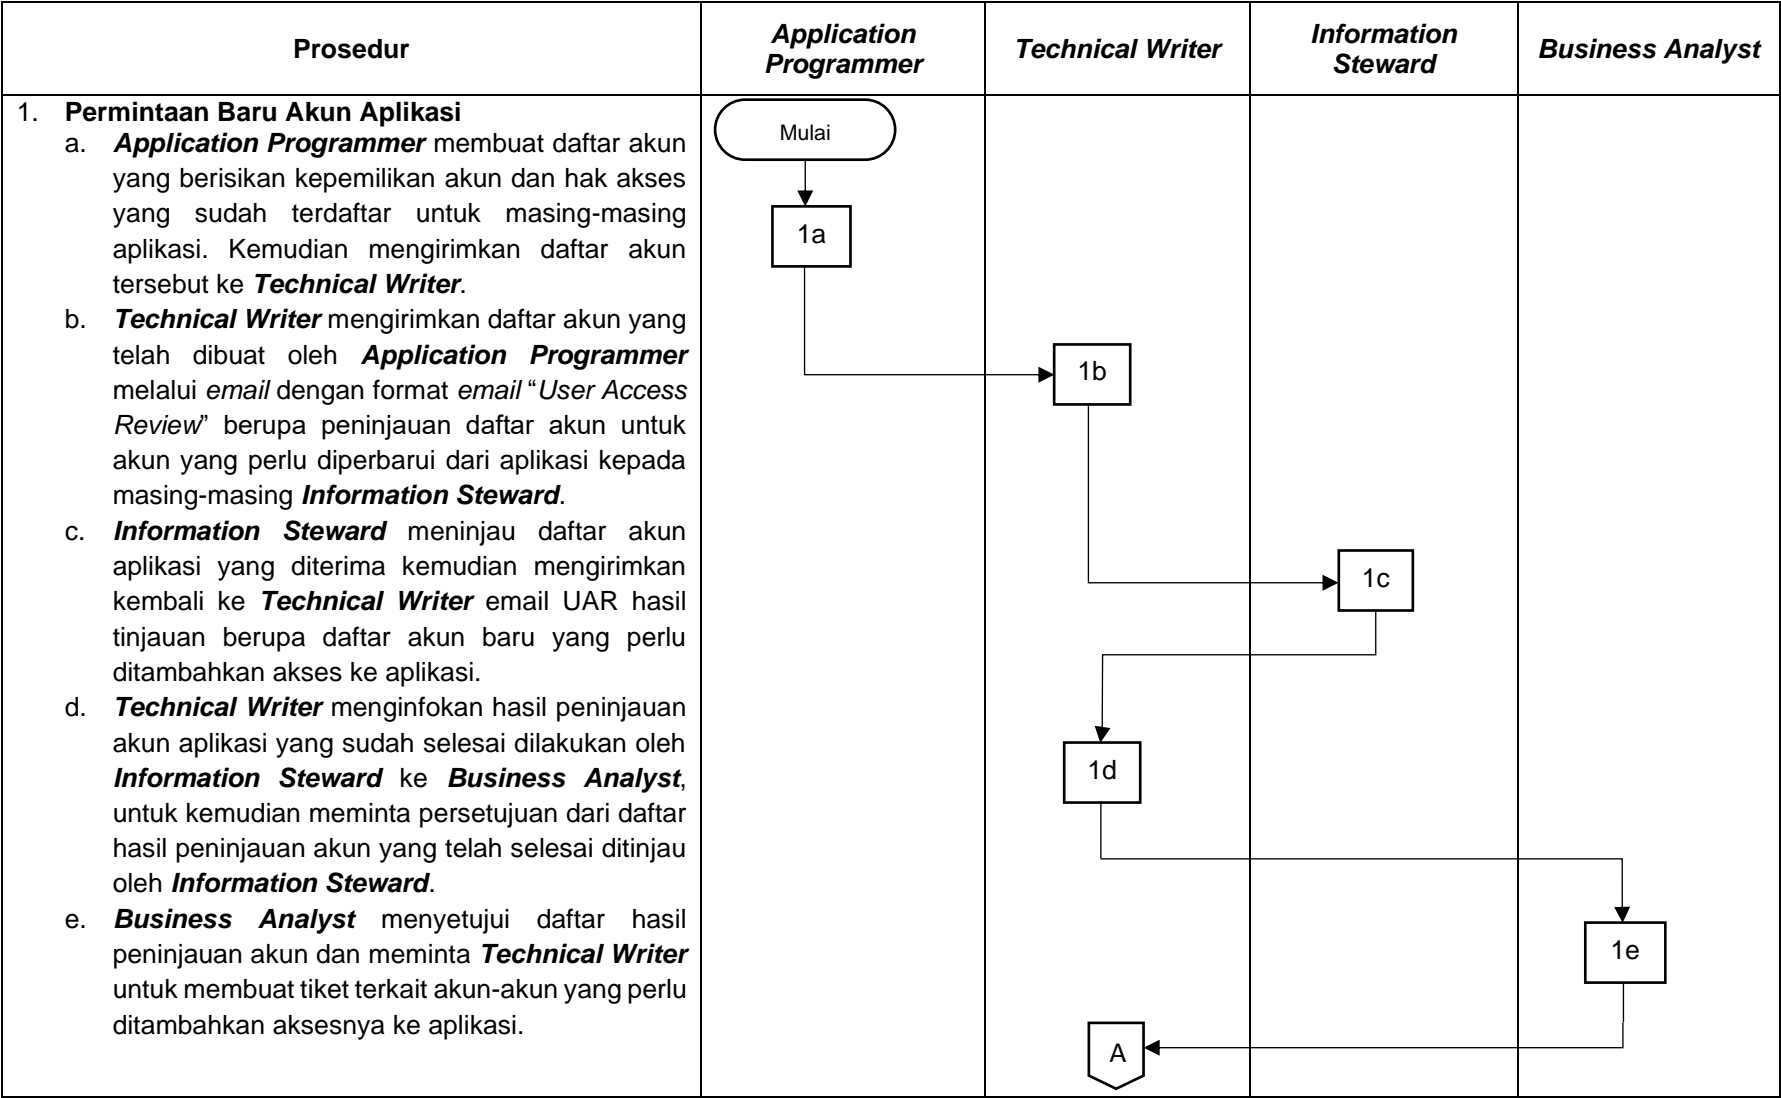 Prosedur
Application
Programmer
Technical Writer
Information
Steward
Business Analyst
1. Permintaan Baru Akun Aplikasi
a. Application Programmer membuat daftar akun
yang berisikan kepemilikan akun dan hak akses
yang sudah terdaftar untuk masing-masing
aplikasi. Kemudian mengirimkan daftar akun
tersebut ke Technical Writer.
b. Technical Writer mengirimkan daftar akun yang
telah dibuat oleh Application Programmer
melalui email dengan format email “User Access
Review” berupa peninjauan daftar akun untuk
akun yang perlu diperbarui dari aplikasi kepada
masing-masing Information Steward.
c. Information Steward meninjau daftar akun
aplikasi yang diterima kemudian mengirimkan
kembali ke Technical Writer email UAR hasil
tinjauan berupa daftar akun baru yang perlu
ditambahkan akses ke aplikasi.
d. Technical Writer menginfokan hasil peninjauan
akun aplikasi yang sudah selesai dilakukan oleh
Information Steward ke Business Analyst,
untuk kemudian meminta persetujuan dari daftar
hasil peninjauan akun yang telah selesai ditinjau
oleh Information Steward.
e. Business Analyst menyetujui daftar hasil
peninjauan akun dan meminta Technical Writer
untuk membuat tiket terkait akun-akun yang perlu
ditambahkan aksesnya ke aplikasi.
Mulai
1a
1b
1c
1d
1e
A